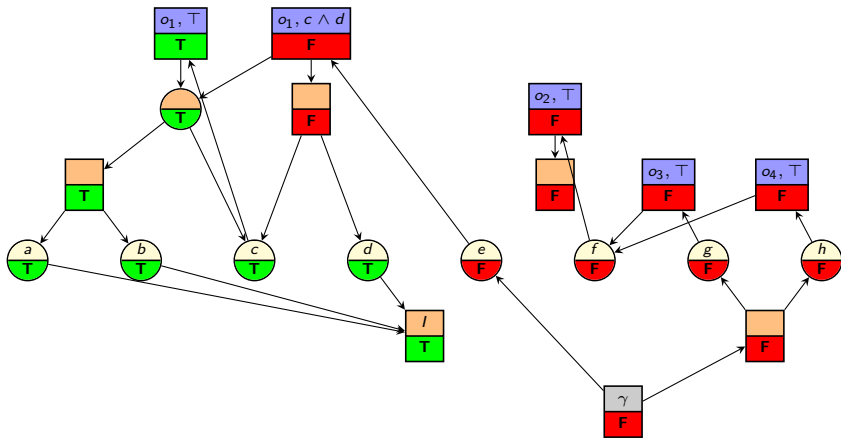 o₁, ⊤
T
o₁, c ∧ d
F
T
F
o₂, ⊤
F
T
F
o₃, ⊤
F
o₄, ⊤
F
a
T
b
T
c
T
d
T
e
F
f
F
g
F
h
F
I
T
F
γ
F